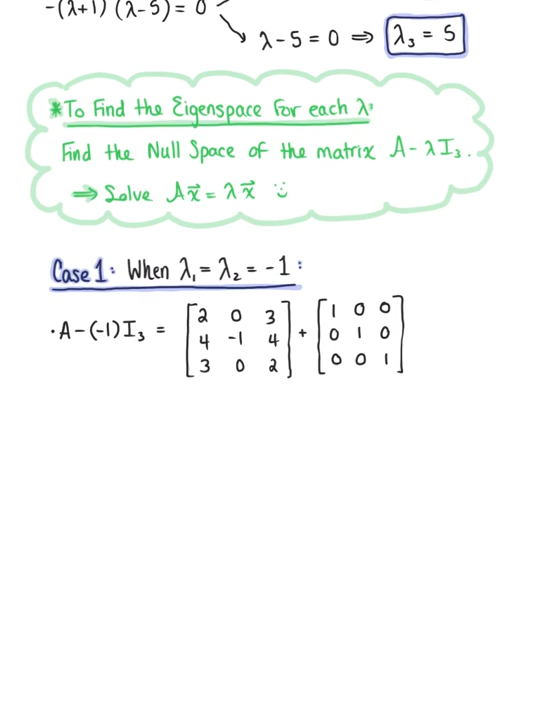 -(λ+1) (λ-5) = 0
λ - 5 = 0 ⇒ λ₃ = 5
*To Find the Eigenspace For each λ:
Find the Null Space of the matrix A - λI₃.
⇒ Solve Ax⃗ = λx⃗ :)
Case 1: When λ₁ = λ₂ = -1 :
· A - (-1)I₃ = [2 0 3; 4 -1 4; 3 0 2] + [1 0 0; 0 1 0; 0 0 1]